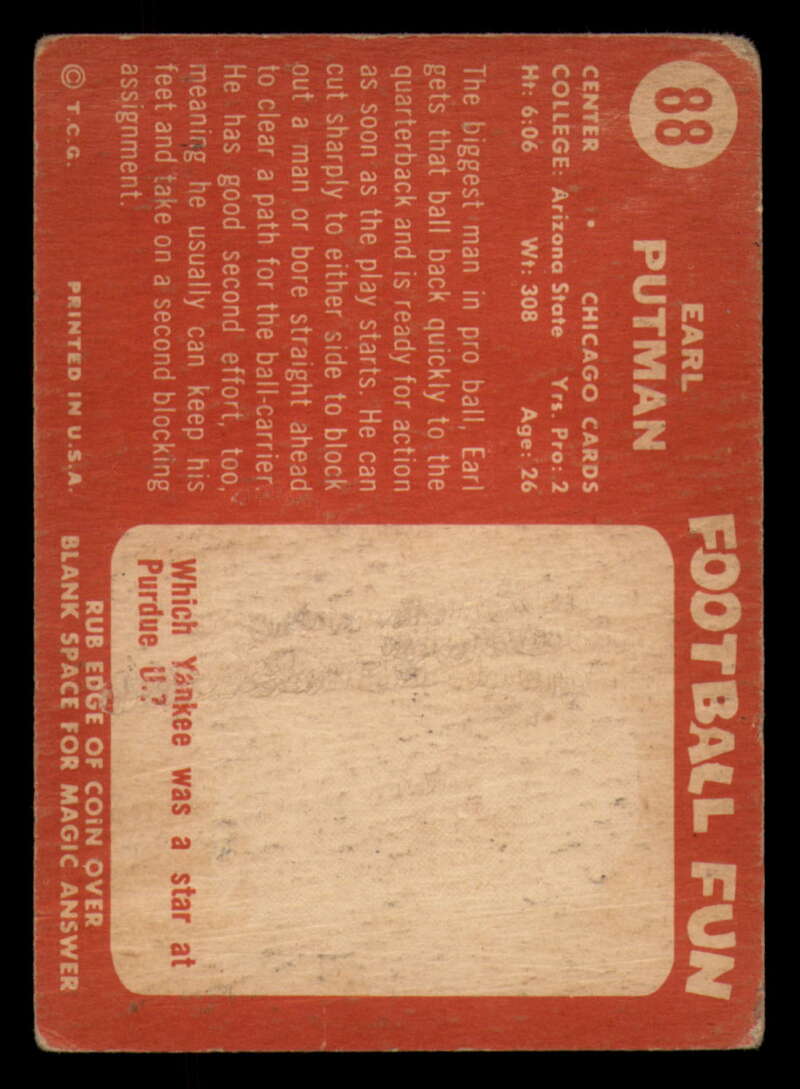 88
EARL
PUTMAN
CENTER CHICAGO CARDS
COLLEGE: Arizona State Yrs. Pro: 2
Ht: 6:06 Wt: 308 Age: 26
The biggest man in pro ball, Earl
gets that ball back quickly to the
quarterback and is ready for action
as soon as the play starts. He can
cut sharply to either side to block
out a man or bore straight ahead
to clear a path for the ball-carrier.
He has good second effort, too,
meaning he usually can keep his
feet and take on a second blocking
assignment.
© T.C.G. PRINTED IN U.S.A.
FOOTBALL FUN
Which Yankee was a star at
Purdue U.?
RUB EDGE OF COIN OVER
BLANK SPACE FOR MAGIC ANSWER